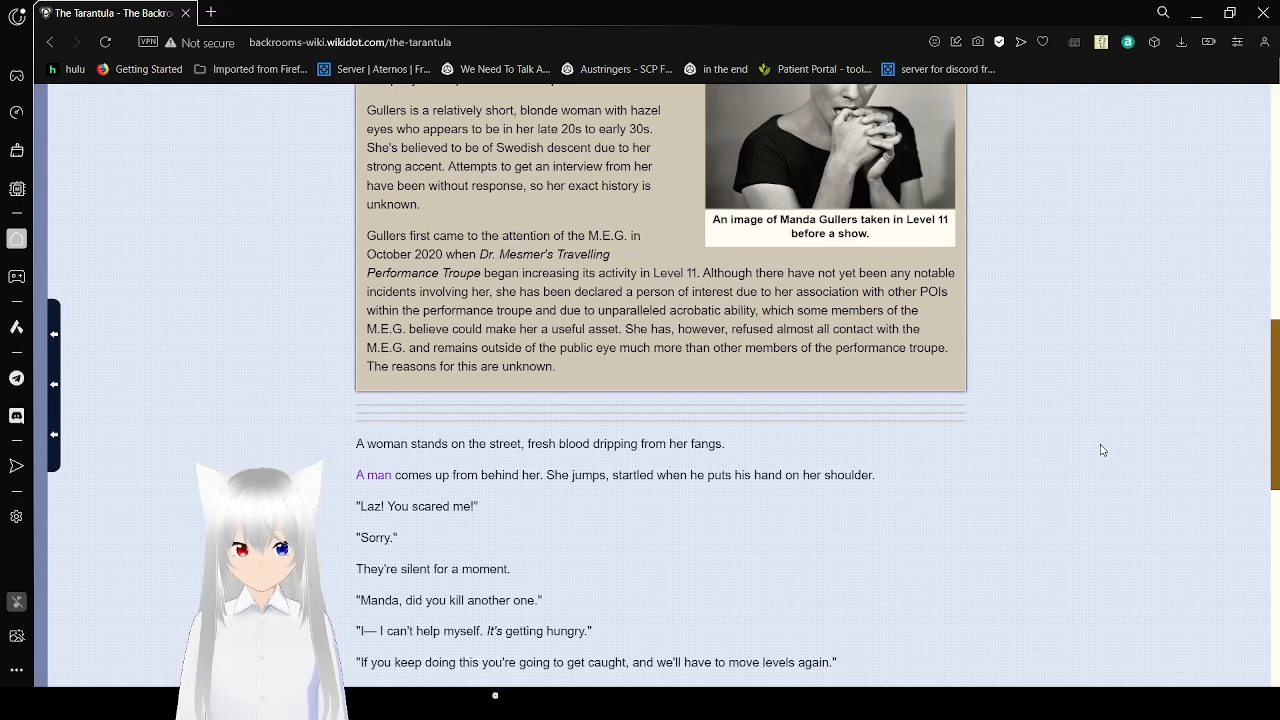 The Tarantula - The Backro
VPN
Not secure
backrooms-wiki.wikidot.com/the-tarantula
hulu
Getting Started
Imported from Firef...
Server | Aternos | Fr...
We Need To Talk A...
Austringers - SCP F...
in the end
Patient Portal - tool...
server for discord fr...
Gullers is a relatively short, blonde woman with hazel
eyes who appears to be in her late 20s to early 30s.
She's believed to be of Swedish descent due to her
strong accent. Attempts to get an interview from her
have been without response, so her exact history is
unknown.
An image of Manda Gullers taken in Level 11
before a show.
Gullers first came to the attention of the M.E.G. in
October 2020 when Dr. Mesmer's Travelling
Performance Troupe began increasing its activity in Level 11. Although there have not yet been any notable
incidents involving her, she has been declared a person of interest due to her association with other POIs
within the performance troupe and due to unparalleled acrobatic ability, which some members of the
M.E.G. believe could make her a useful asset. She has, however, refused almost all contact with the
M.E.G. and remains outside of the public eye much more than other members of the performance troupe.
The reasons for this are unknown.
A woman stands on the street, fresh blood dripping from her fangs.
A man comes up from behind her. She jumps, startled when he puts his hand on her shoulder.
"Laz! You scared me!"
"Sorry."
They're silent for a moment.
"Manda, did you kill another one."
"I— I can't help myself. It's getting hungry."
"If you keep doing this you're going to get caught, and we'll have to move levels again."